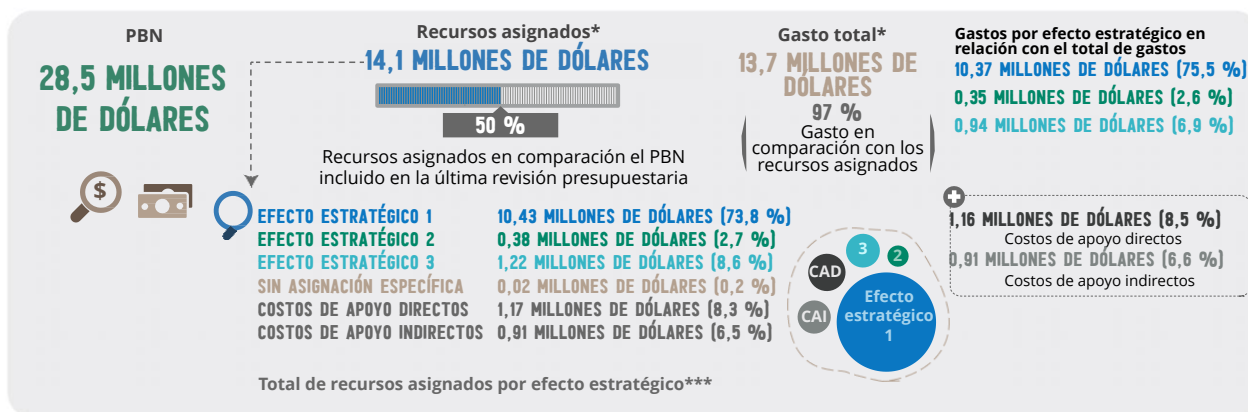 PBN
28,5 MILLONES
DE DÓLARES
$
Recursos asignados*
14,1 MILLONES DE DÓLARES
50 %
Recursos asignados en comparación el PBN
incluido en la última revisión presupuestaria
Gasto total*
13,7 MILLONES DE
DÓLARES
97 %
Gasto en
comparación con los
recursos asignados
Gastos por efecto estratégico en
relación con el total de gastos
10,37 MILLONES DE DÓLARES (75,5 %)
0,35 MILLONES DE DÓLARES (2,6 %)
0,94 MILLONES DE DÓLARES (6,9 %)
1,16 MILLONES DE DÓLARES (8,5 %)
Costos de apoyo directos
0,91 MILLONES DE DÓLARES (6,6 %)
Costos de apoyo indirectos
EFECTO ESTRATÉGICO 1 10,43 MILLONES DE DÓLARES (73,8 %)
EFECTO ESTRATÉGICO 2 0,38 MILLONES DE DÓLARES (2,7 %)
EFECTO ESTRATÉGICO 3 1,22 MILLONES DE DÓLARES (8,6 %)
SIN ASIGNACIÓN ESPECÍFICA 0,02 MILLONES DE DÓLARES (0,2 %)
COSTOS DE APOYO DIRECTOS 1,17 MILLONES DE DÓLARES (8,3 %)
COSTOS DE APOYO INDIRECTOS 0,91 MILLONES DE DÓLARES (6,5 %)
3
2
CAD
CAI
Efecto
estratégico
1
Total de recursos asignados por efecto estratégico***